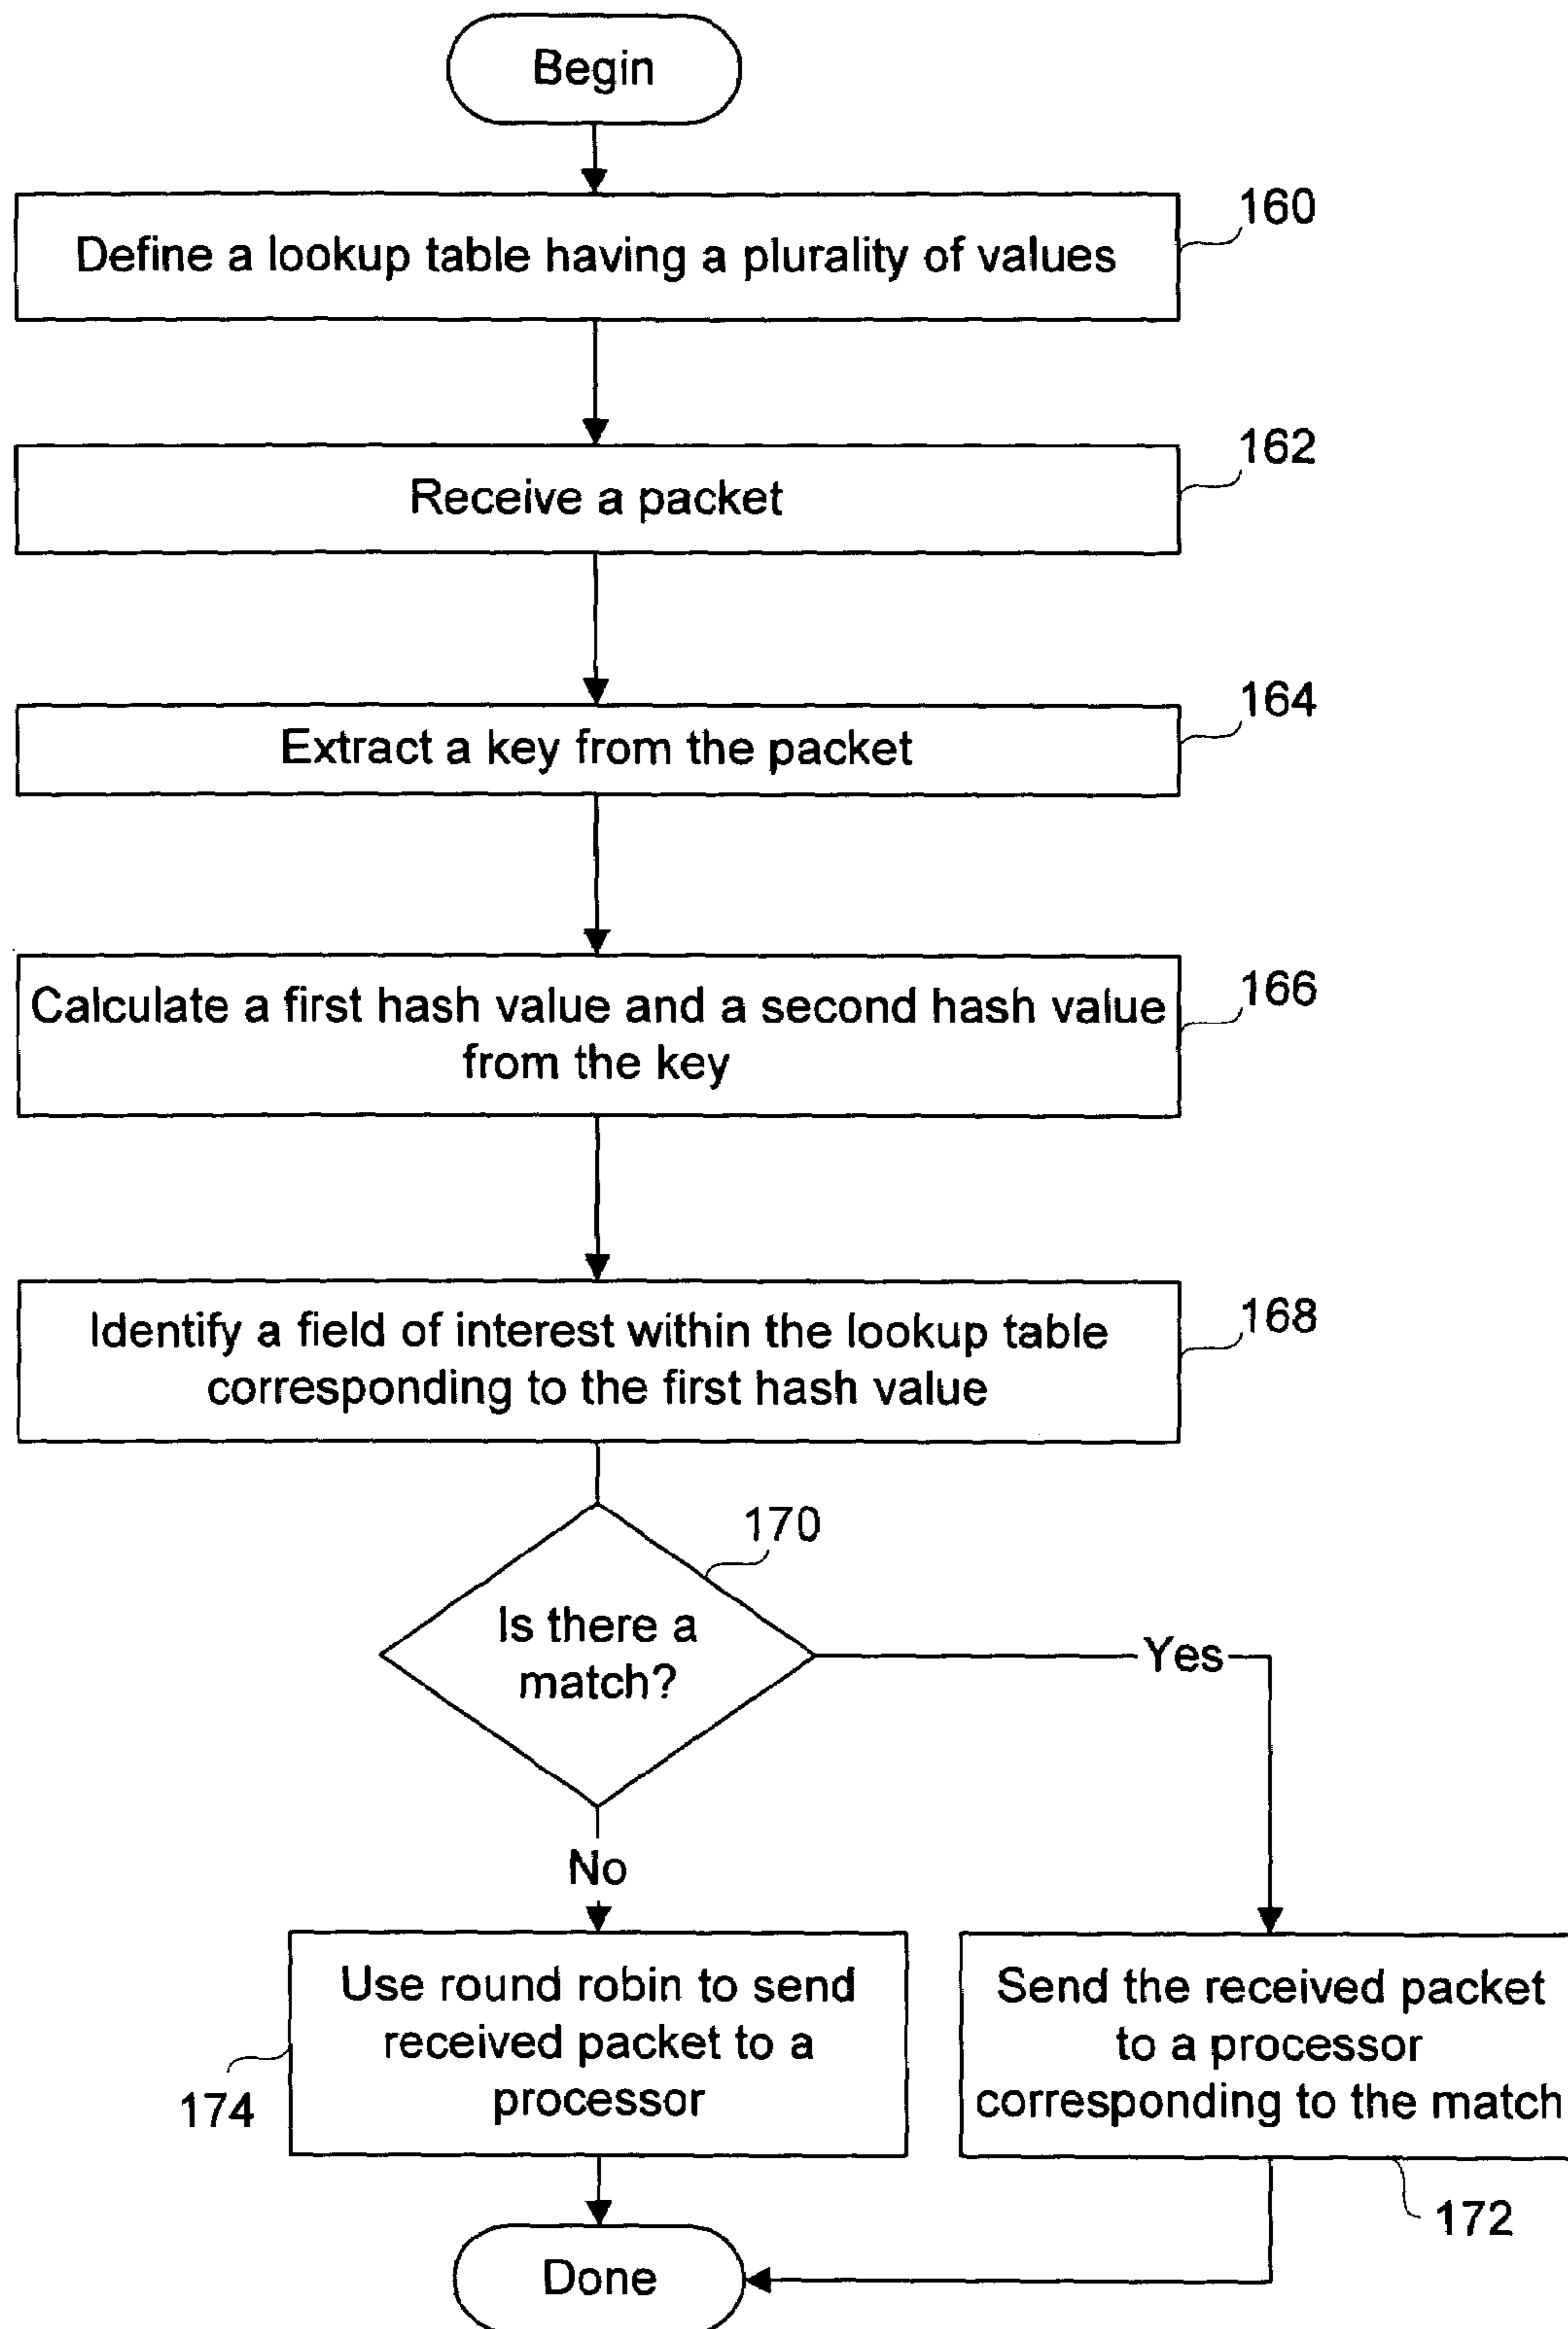 Begin
Define a lookup table having a plurality of values
160
Receive a packet
162
Extract a key from the packet
164
Calculate a first hash value and a second hash value
from the key
166
Identify a field of interest within the lookup table
corresponding to the first hash value
168
170
Is there a
match?
Yes
No
Use round robin to send
received packet to a
processor
174
Send the received packet
to a processor
corresponding to the match
172
Done